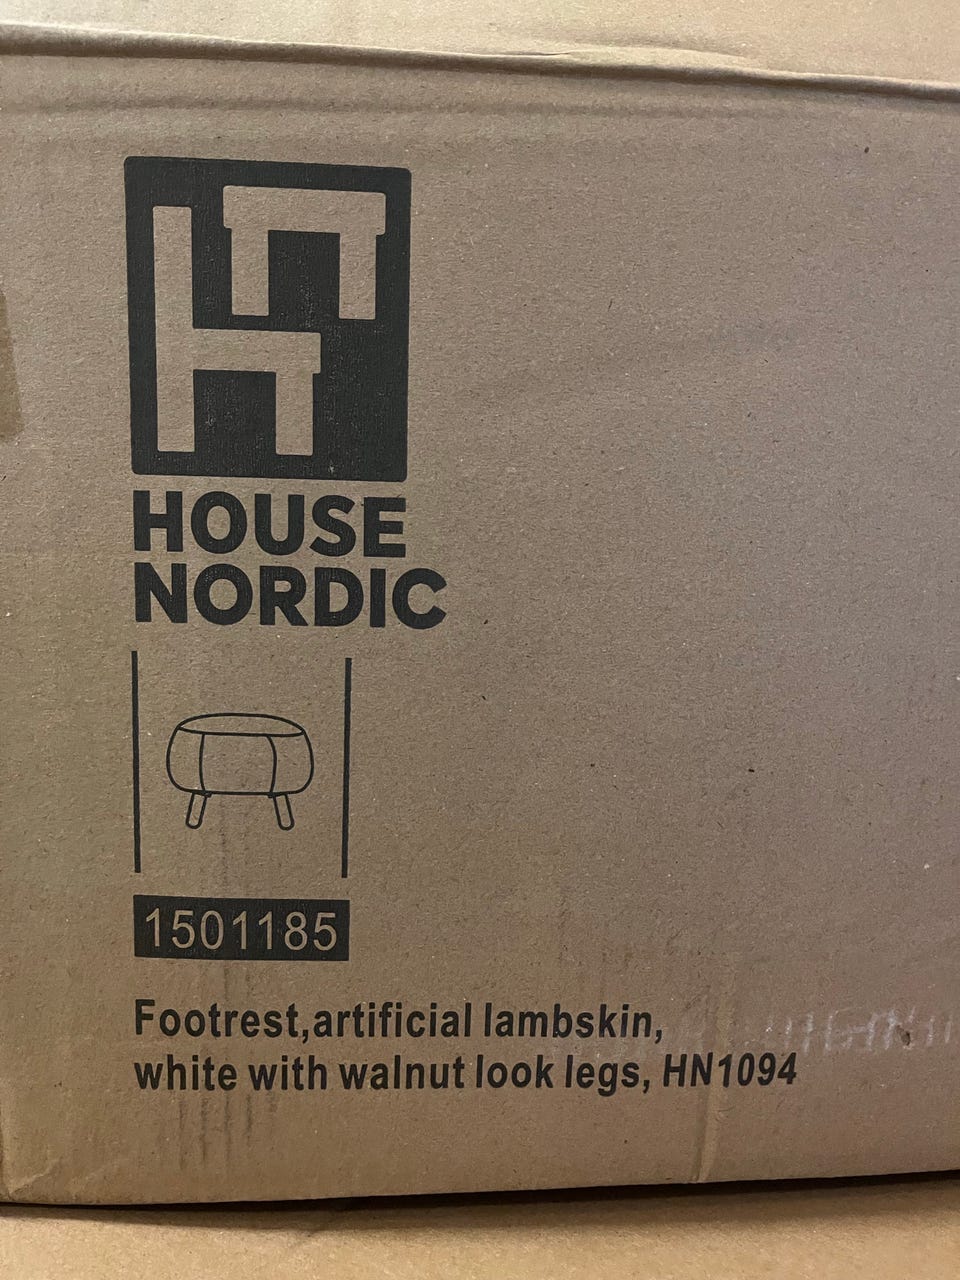 HOUSE
NORDIC
1501185
Footrest,artificial lambskin,
white with walnut look legs, HN1094